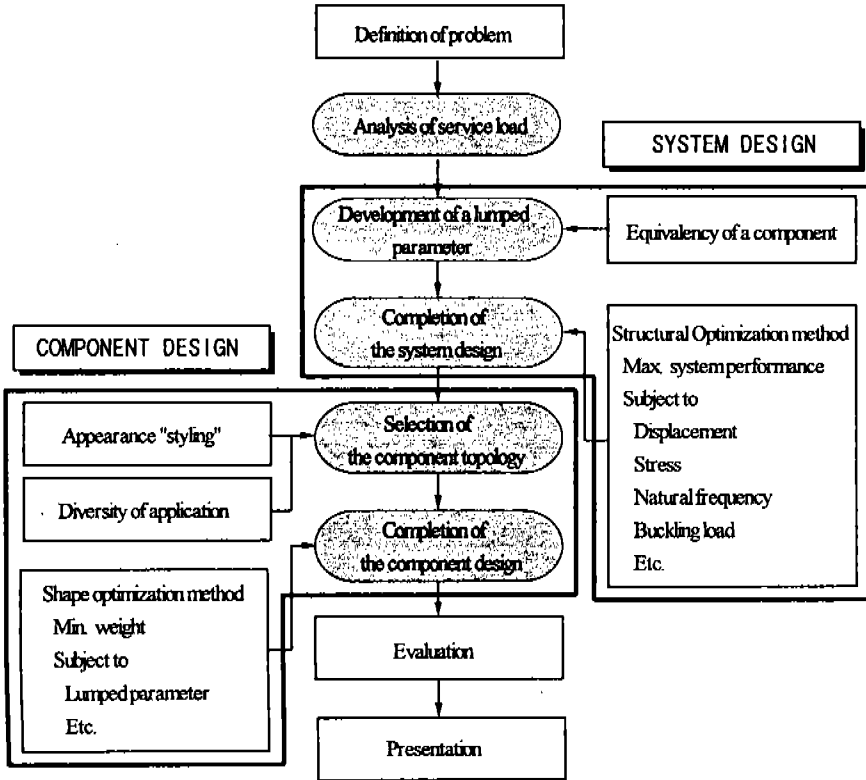 Definition of problem
Analysis of service load
SYSTEM DESIGN
Development of a lumped
parameter
Equivalency of a component
Completion of
the system design
Structural Optimization method
Max. system performance
Subject to
Displacement
Stress
Natural frequency
Buckling load
Etc.
COMPONENT DESIGN
Appearance "styling"
Diversity of application
Selection of
the component topology
Completion of
the component design
Shape optimization method
Min. weight
Subject to
Lumped parameter
Etc.
Evaluation
Presentation